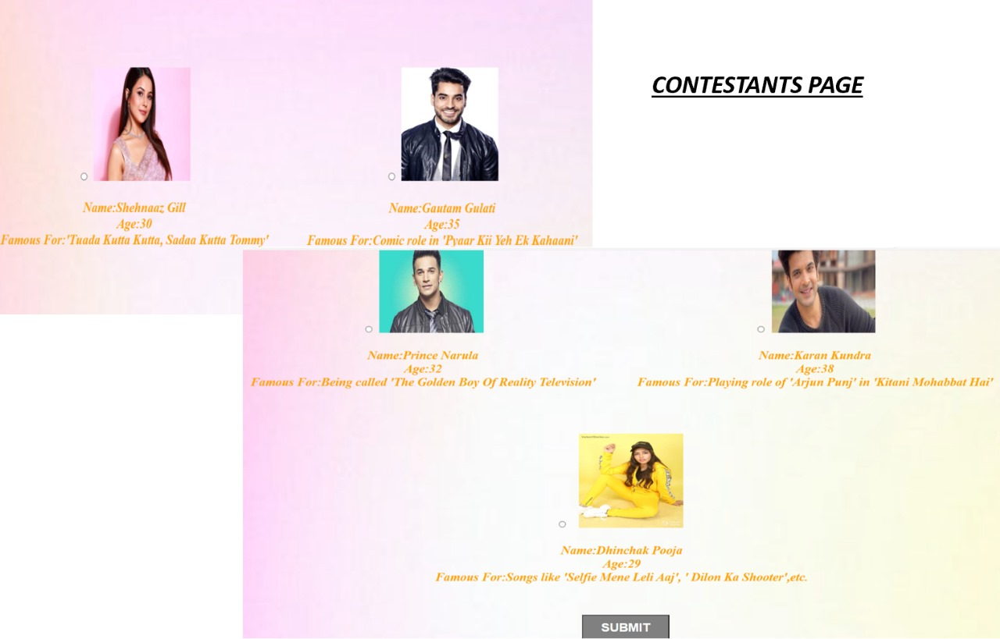 CONTESTANTS PAGE
Name:Shehnaaz Gill
Age:30
Famous For:'Tuada Kutta Kutta, Sadaa Kutta Tommy'
Name:Gautam Gulati
Age:35
Famous For:Comic role in 'Pyaar Kii Yeh Ek Kahaani'
Name:Prince Narula
Age:32
Famous For:Being called 'The Golden Boy Of Reality Television'
Name:Karan Kundra
Age:38
Famous For:Playing role of 'Arjun Punj' in 'Kitani Mohabbat Hai'
Name:Dhinchak Pooja
Age:29
Famous For:Songs like 'Selfie Mene Leli Aaj', ' Dilon Ka Shooter',etc.
SUBMIT